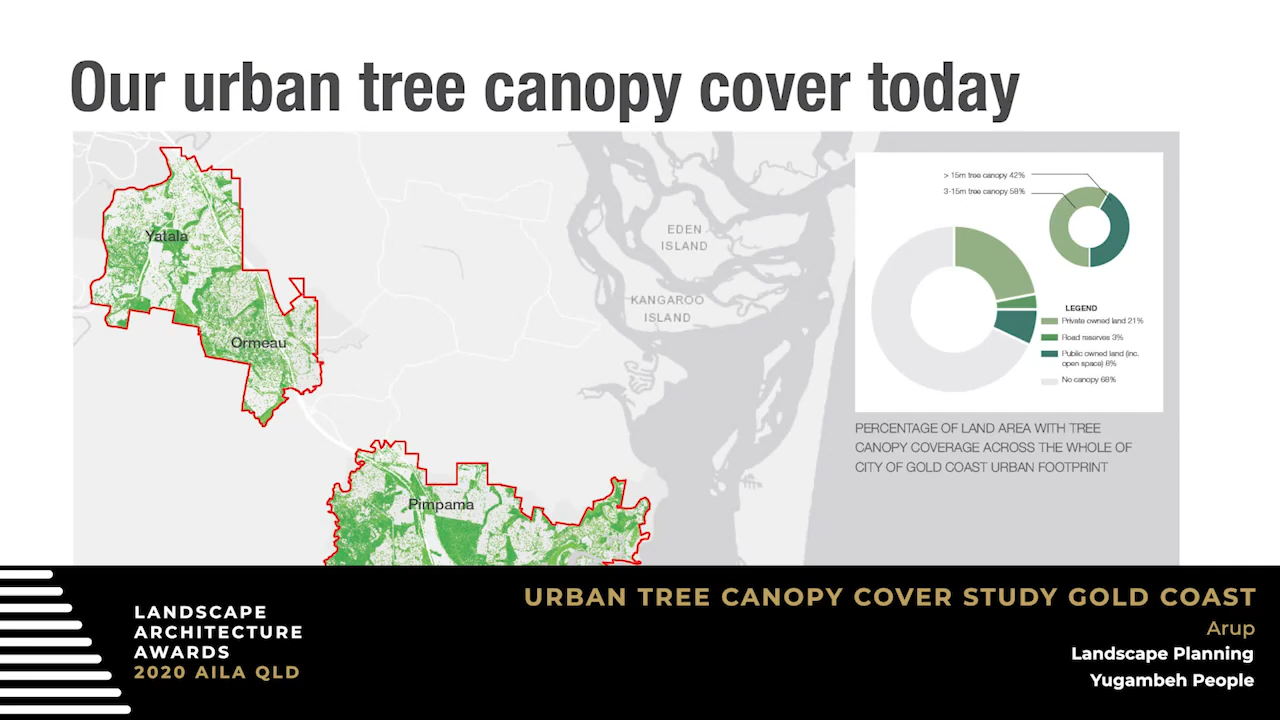 Our urban tree canopy cover today
Yatala
Ormeau
Pimpama
EDEN
ISLAND
KANGAROO
ISLAND
> 15m tree canopy 42%
3-15m tree canopy 58%
LEGEND
Private owned land 21%
Road reserves 3%
Public owned land (inc.
open space) 8%
No canopy 68%
PERCENTAGE OF LAND AREA WITH TREE
CANOPY COVERAGE ACROSS THE WHOLE OF
CITY OF GOLD COAST URBAN FOOTPRINT
LANDSCAPE
ARCHITECTURE
AWARDS
2020 AILA QLD
URBAN TREE CANOPY COVER STUDY GOLD COAST
Arup
Landscape Planning
Yugambeh People